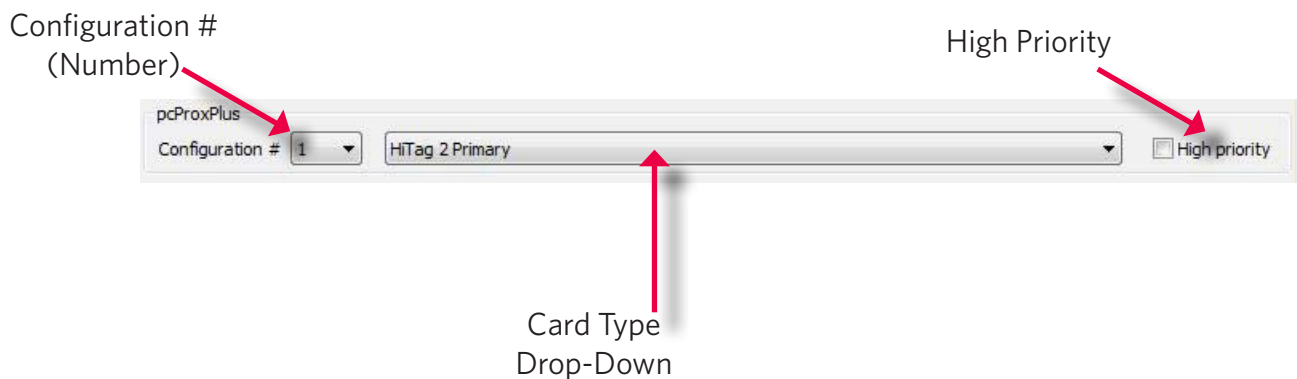 Configuration #
(Number)
High Priority
pcProxPlus
Configuration # 1 HiTag 2 Primary High priority
Card Type
Drop-Down